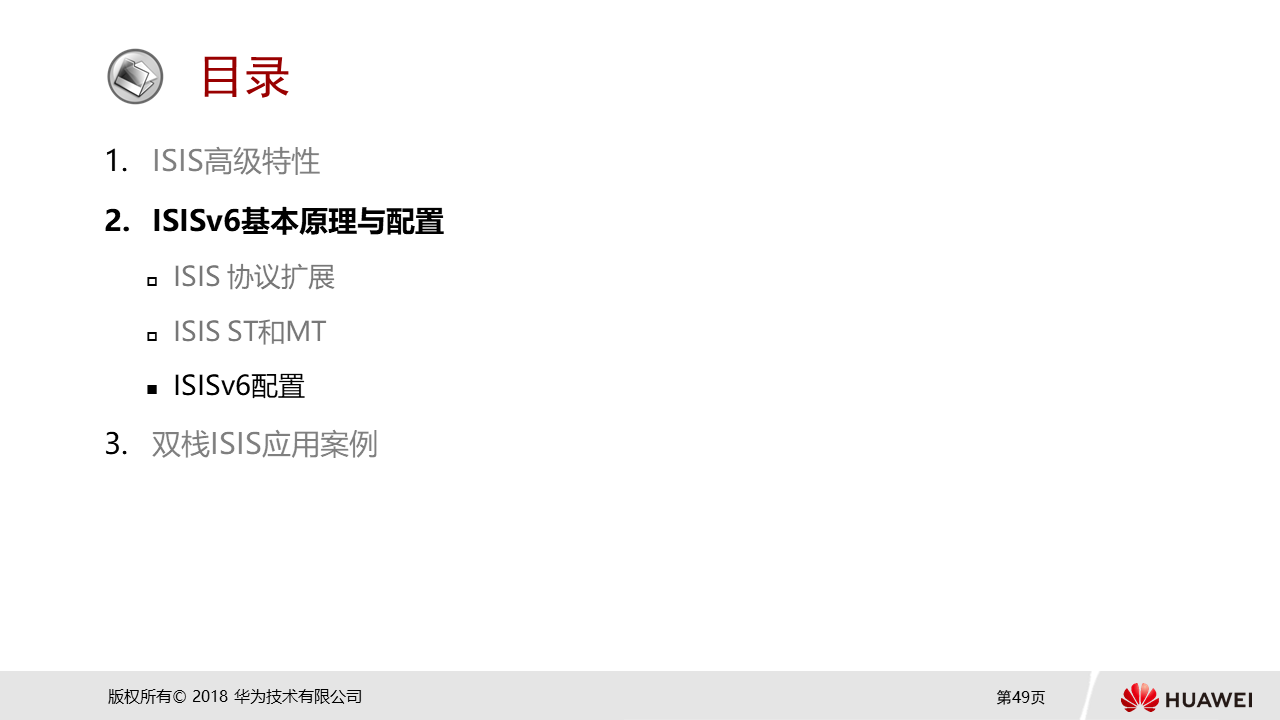 目录
1. ISIS高级特性
2. ISISv6基本原理与配置
ISIS 协议扩展
ISIS ST和MT
ISISv6配置
3. 双栈ISIS应用案例
版权所有© 2018 华为技术有限公司
第49页
HUAWEI